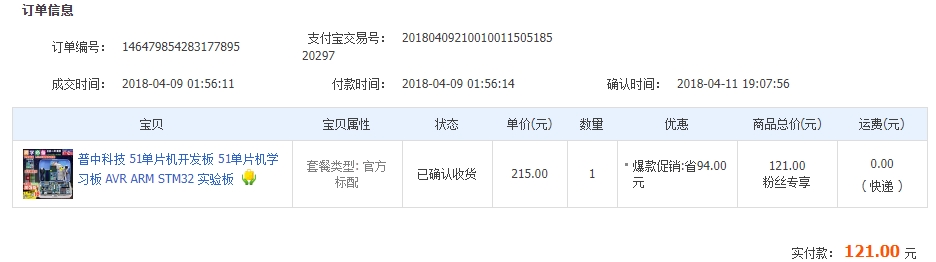 订单信息
订单编号： 146479854283177895 支付宝交易号： 20180409210010011505185
20297
成交时间： 2018-04-09 01:56:11 付款时间： 2018-04-09 01:56:14 确认时间： 2018-04-11 19:07:56
宝贝 宝贝属性 状态 单价(元) 数量 优惠 商品总价(元) 运费(元)
普中科技 51单片机开发板 51单片机学
习板 AVR ARM STM32 实验板
套餐类型: 官方
标配
已确认收货
215.00
1
爆款促销:省94.00
元
121.00
粉丝专享
0.00
( 快递 )
实付款： 121.00 元